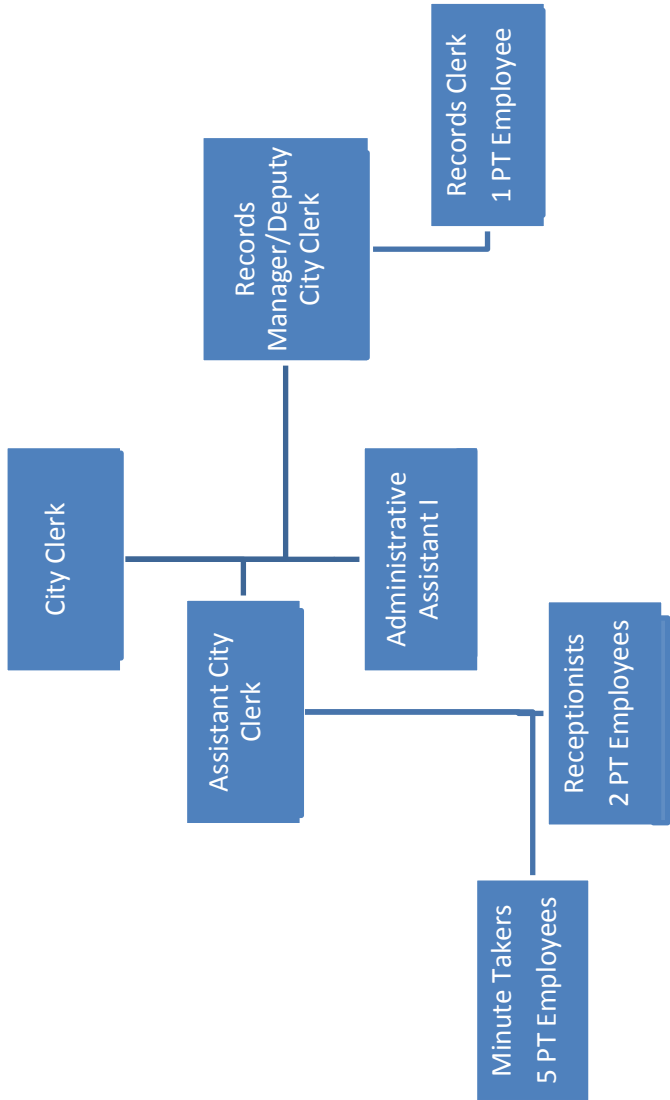 City Clerk
Assistant City
Clerk
Records
Manager/Deputy
City Clerk
Administrative
Assistant I
Minute Takers
5 PT Employees
Receptionists
2 PT Employees
Records Clerk
1 PT Employee